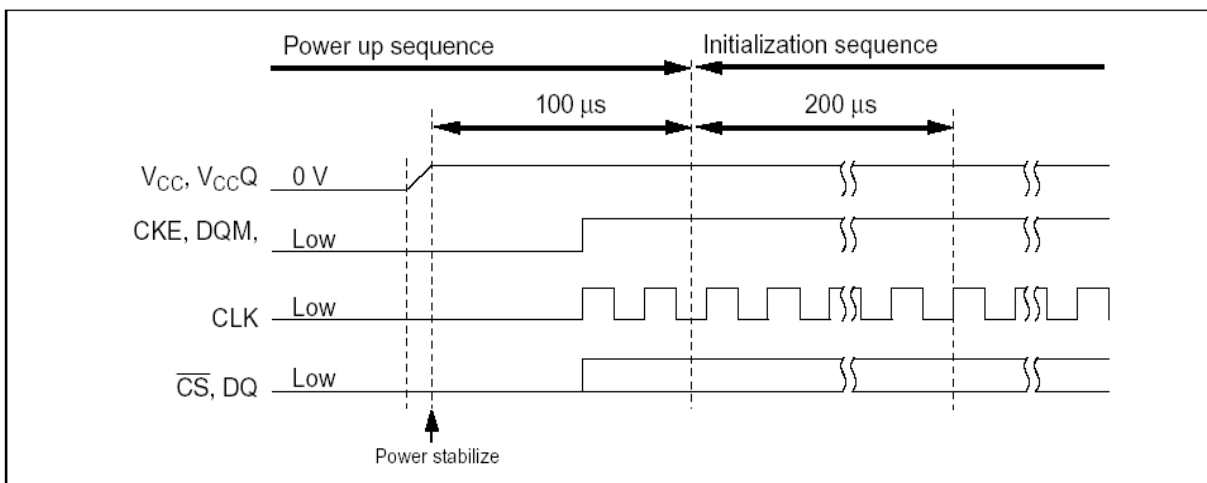 Power up sequence
Initialization sequence
100 μs
200 μs
VCC, VCCQ
0 V
CKE, DQM,
Low
CLK
Low
CS, DQ
Low
Power stabilize